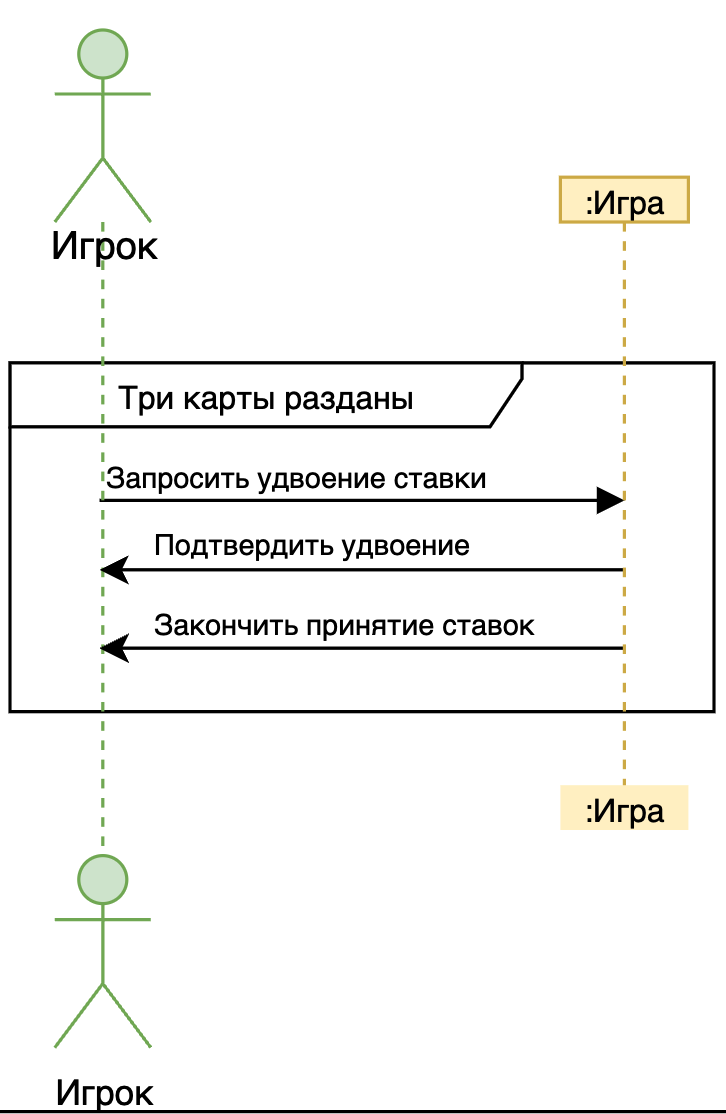 Игрок
:Игра
Три карты разданы
Запросить удвоение ставки
Подтвердить удвоение
Закончить принятие ставок
:Игра
Игрок